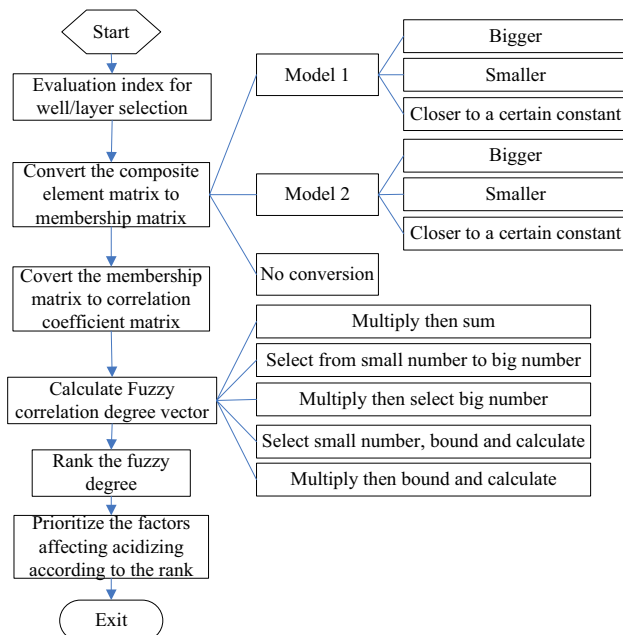 Start
Evaluation index for
well/layer selection
Convert the composite
element matrix to
membership matrix
Covert the membership
matrix to correlation
coefficient matrix
Calculate Fuzzy
correlation degree vector
Rank the fuzzy
degree
Prioritize the factors
affecting acidizing
according to the rank
Exit
Model 1
Bigger
Smaller
Closer to a certain constant
Model 2
Bigger
Smaller
Closer to a certain constant
No conversion
Multiply then sum
Select from small number to big number
Multiply then select big number
Select small number, bound and calculate
Multiply then bound and calculate